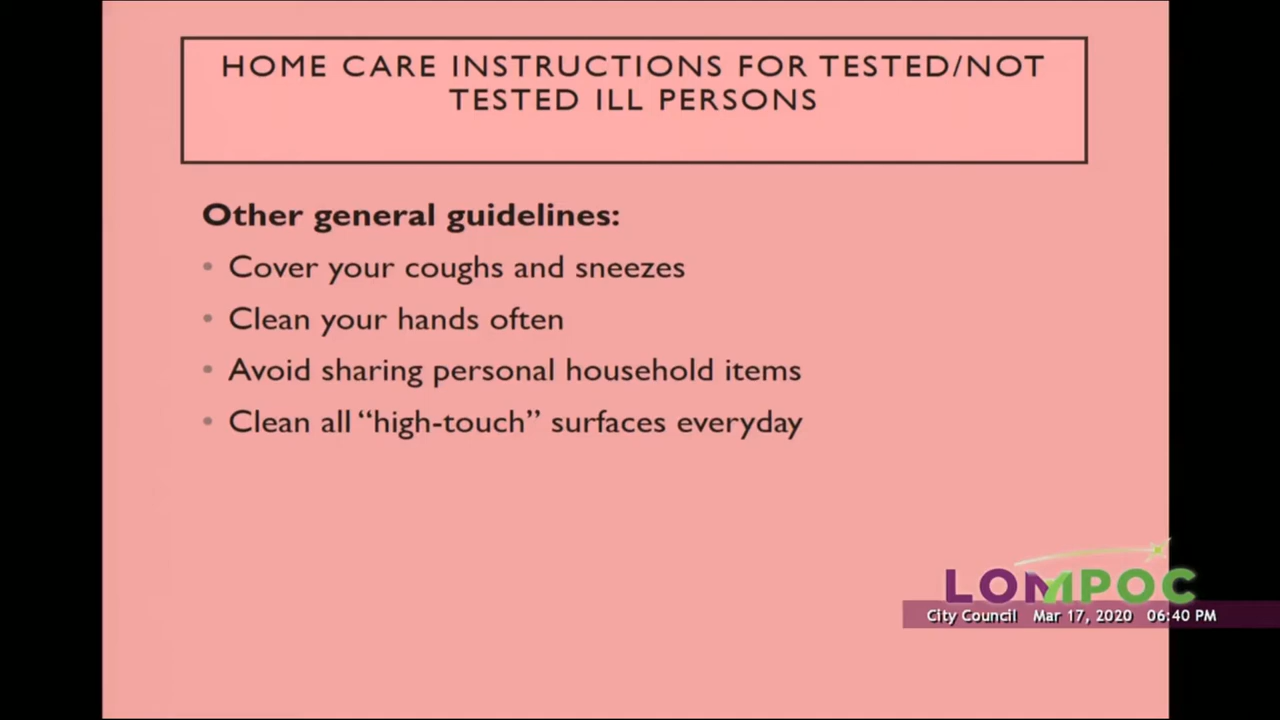 HOME CARE INSTRUCTIONS FOR TESTED/NOT
TESTED ILL PERSONS
Other general guidelines:
• Cover your coughs and sneezes
• Clean your hands often
• Avoid sharing personal household items
• Clean all “high-touch” surfaces everyday
LOMPOC
City Council Mar 17, 2020 06:40 PM